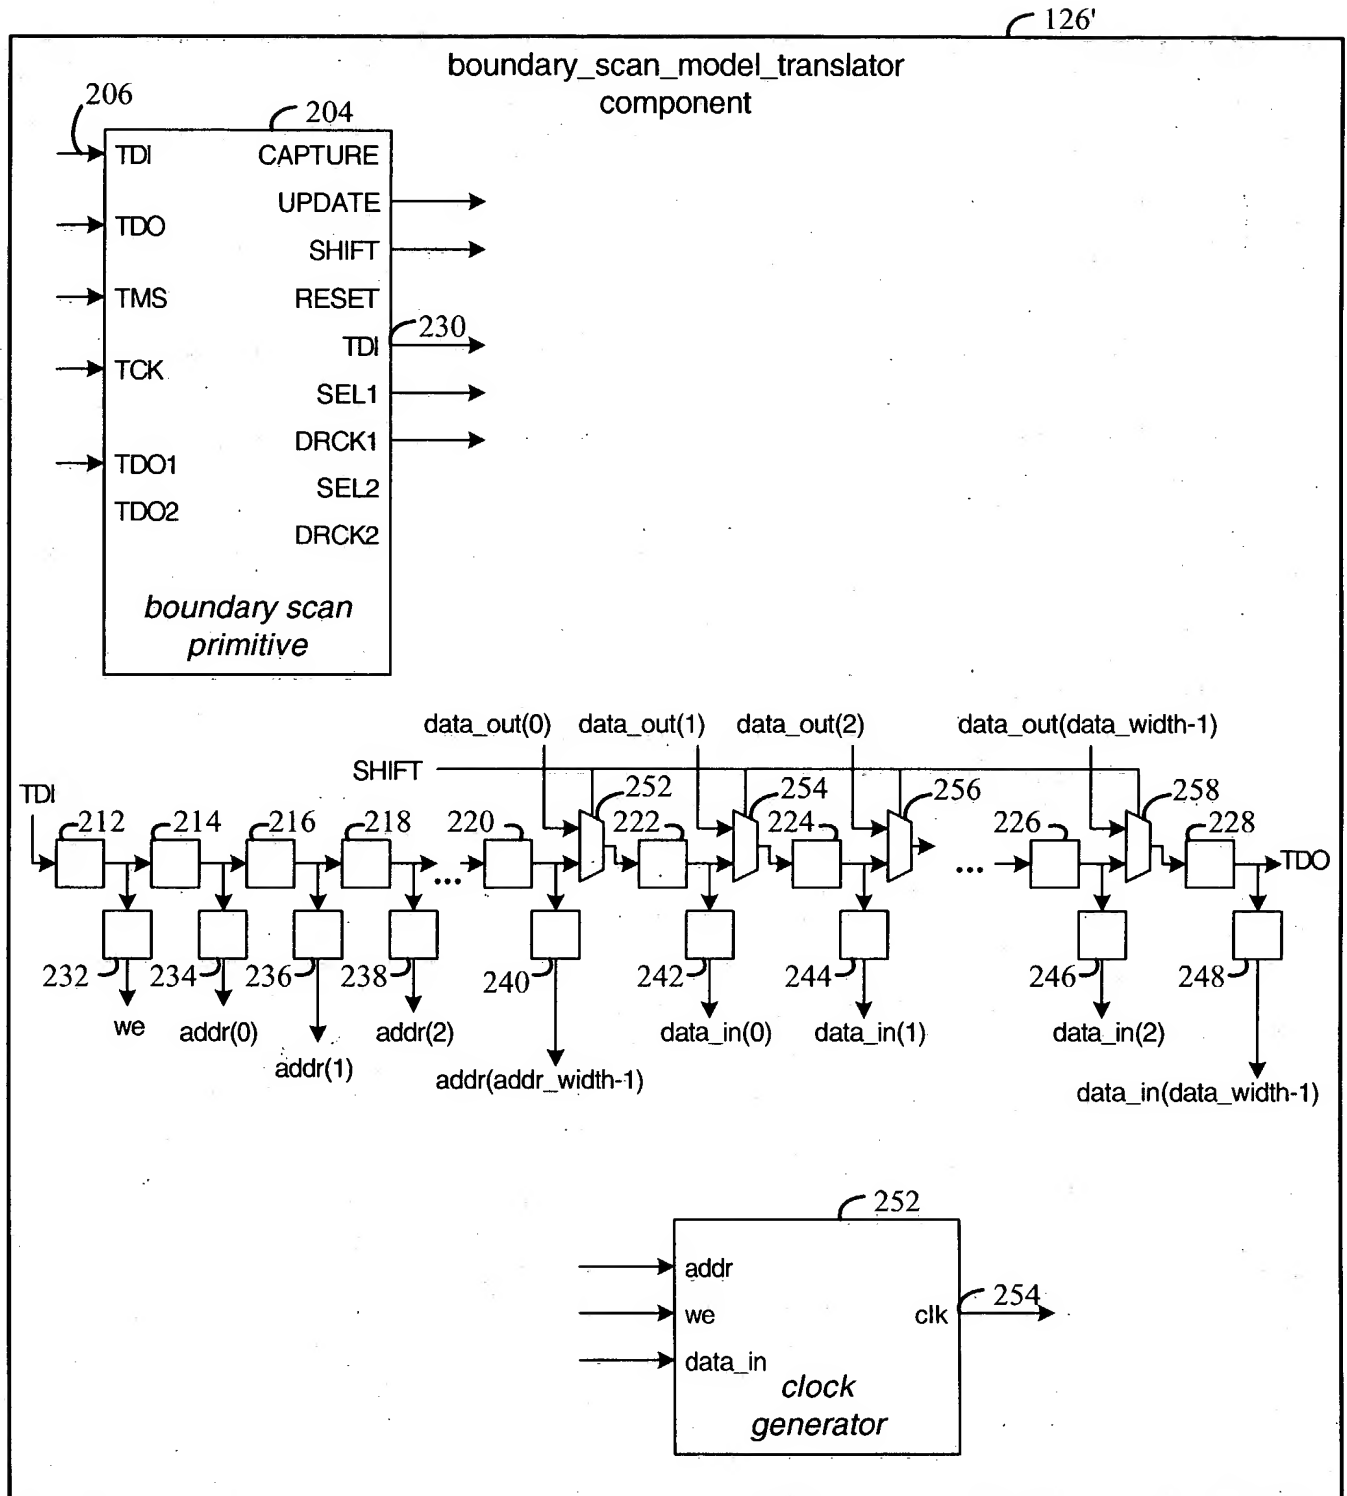 126'
boundary_scan_model_translator
component
206
204
TDI CAPTURE
UPDATE
TDO
SHIFT
TMS RESET
230
TDI
TCK
SEL1
DRCK1
TDO1
SEL2
TDO2
DRCK2
boundary scan
primitive
data_out(0) data_out(1) data_out(2) data_out(data_width-1)
SHIFT
TDI
252 254 256 258
212 214 216 218 220 222 224 226 228
... ...
TDO
232 234 236 238 240 242 244 246 248
we addr(0) addr(2) data_in(0) data_in(1) data_in(2)
addr(1)
addr(addr_width-1)
data_in(data_width-1)
252
addr
254
we clk
data_in
clock
generator